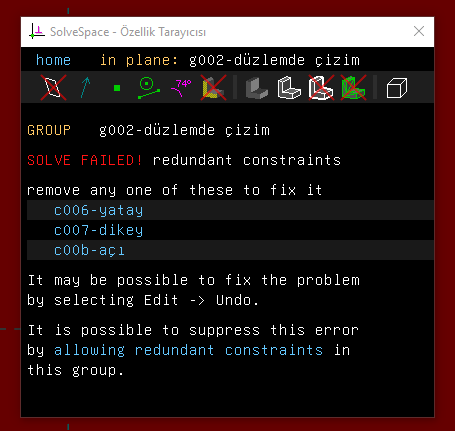 SolveSpace - Özellik Tarayıcısı
home in plane: g002-düzlemde çizim
74°
GROUP g002-düzlemde çizim
SOLVE FAILED! redundant constraints
remove any one of these to fix it
c006-yatay
c007-dikey
c00b-açı
It may be possible to fix the problem
by selecting Edit -> Undo.
It is possible to suppress this error
by allowing redundant constraints in
this group.